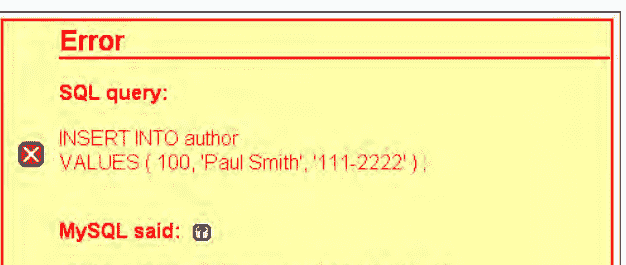 Error
SQL query:
INSERT INTO author
VALUES ( 100, 'Paul Smith', '111-2222' ) ;
MySQL said: